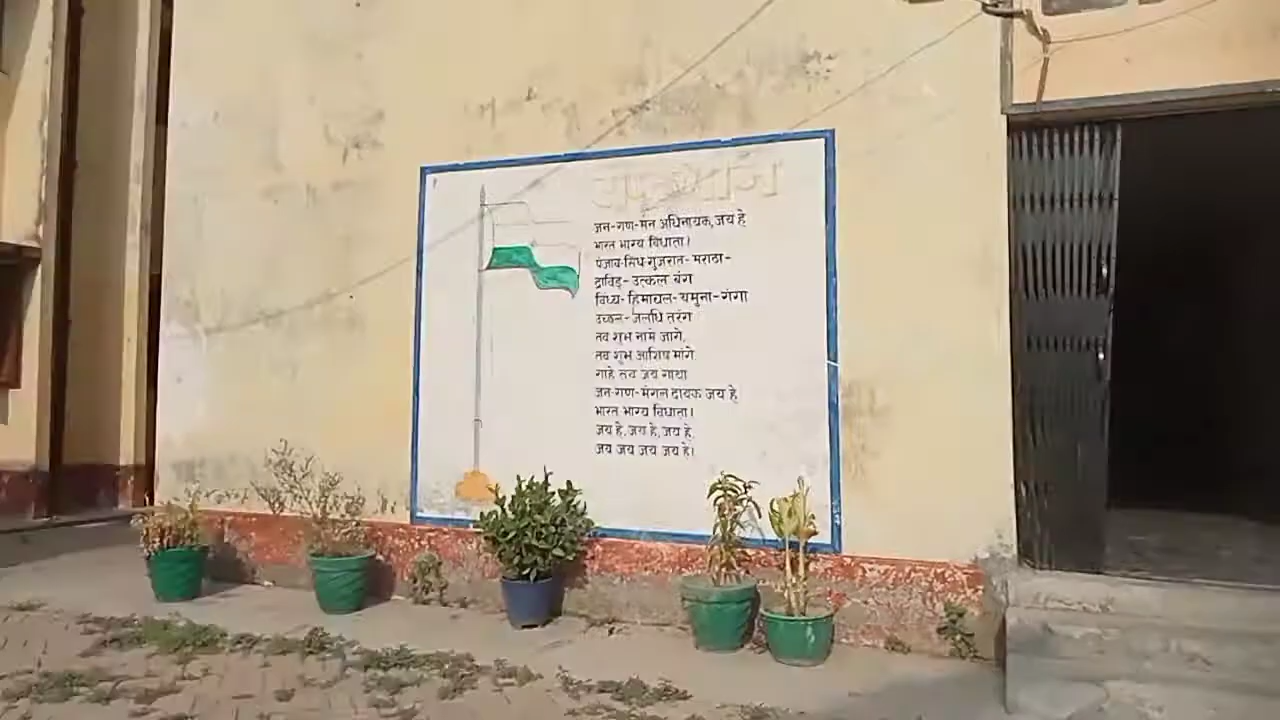 राष्ट्रगान
जन-गण-मन अधिनायक, जय हे
भारत भाग्य विधाता।
पंजाब-सिंध-गुजरात-मराठा-
द्राविड़- उत्कल बंग
विंध्य- हिमाचल-यमुना-गंगा
उच्छल-जलधि तरंग
तव शुभ नामे जागे,
तव शुभ आशिष मांगे
गाहे तव जय गाथा
जन-गण-मंगल दायक जय हे
भारत भाग्य विधाता।
जय हे, जय हे, जय हे,
जय जय जय जय हे।